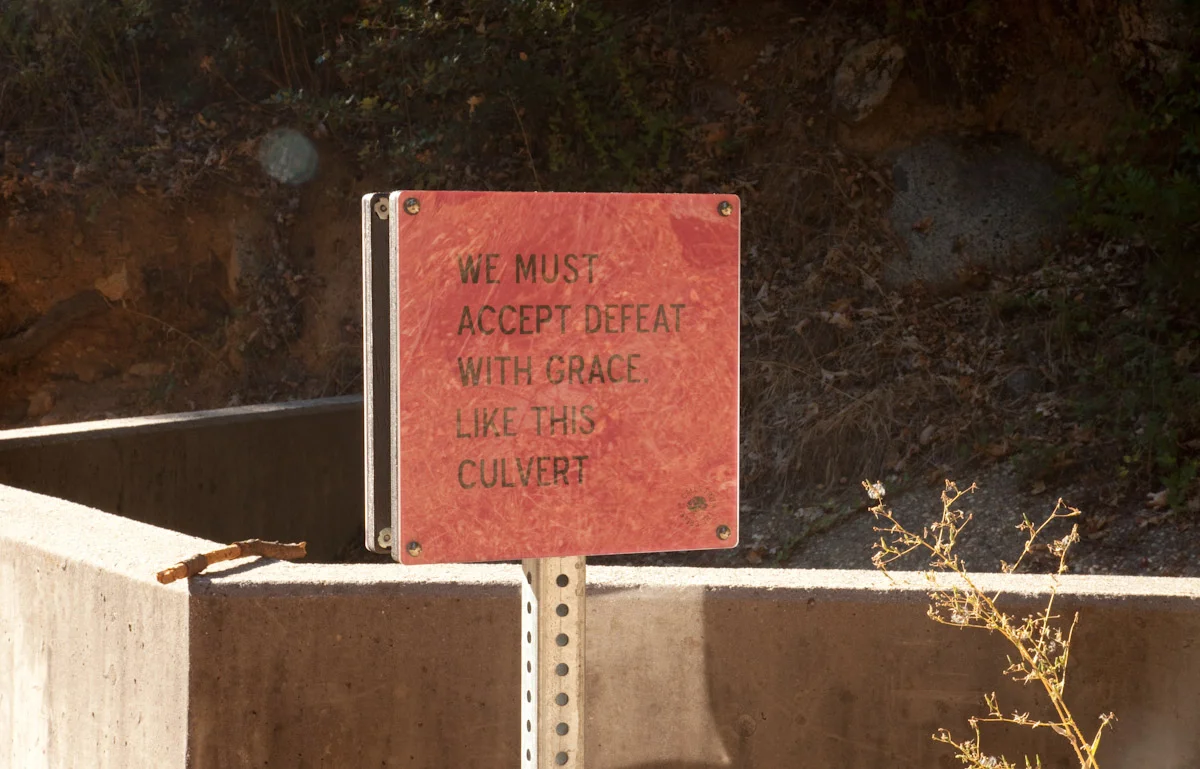 WE MUST
ACCEPT DEFEAT
WITH GRACE.
LIKE THIS
CULVERT